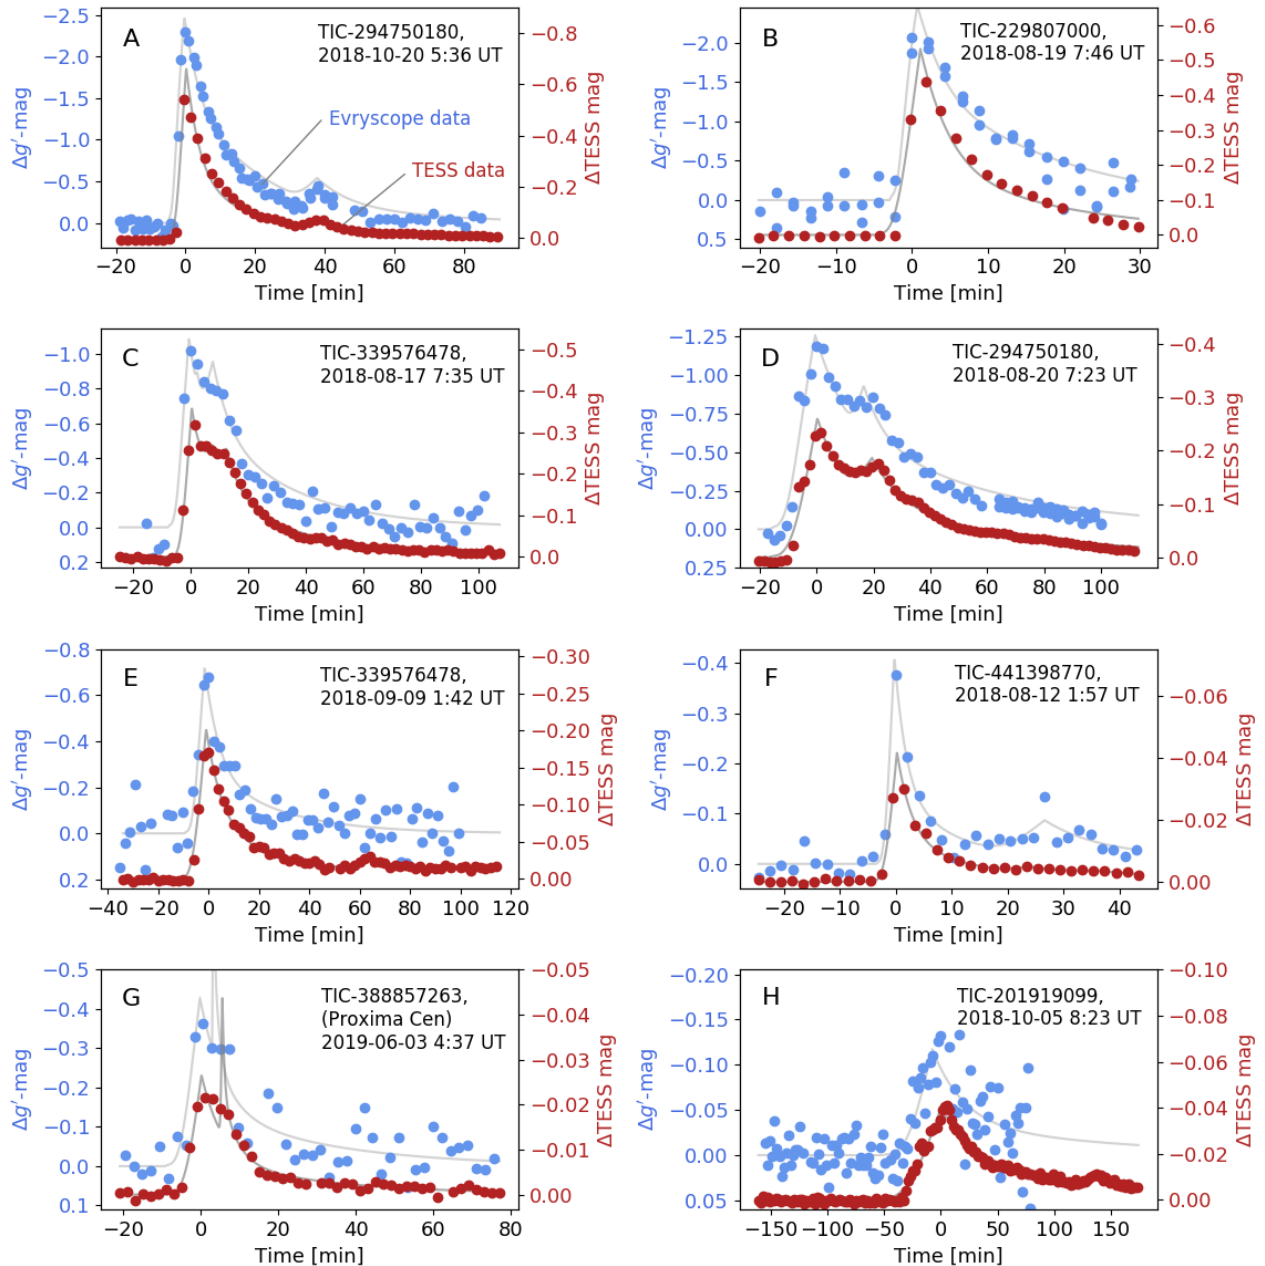 A
TIC-294750180,
2018-10-20 5:36 UT
Evryscope data
TESS data
−2.5
−2.0
−1.5
−1.0
−0.5
0.0
Δg′-mag
−0.8
−0.6
−0.4
−0.2
0.0
ΔTESS mag
−20 0 20 40 60 80
Time [min]
B
TIC-229807000,
2018-08-19 7:46 UT
−2.0
−1.5
−1.0
−0.5
0.0
0.5
Δg′-mag
−0.6
−0.5
−0.4
−0.3
−0.2
−0.1
0.0
ΔTESS mag
−20 −10 0 10 20 30
Time [min]
C
TIC-339576478,
2018-08-17 7:35 UT
−1.0
−0.8
−0.6
−0.4
−0.2
0.0
0.2
Δg′-mag
−0.5
−0.4
−0.3
−0.2
−0.1
0.0
ΔTESS mag
−20 0 20 40 60 80 100
Time [min]
D
TIC-294750180,
2018-08-20 7:23 UT
−1.25
−1.00
−0.75
−0.50
−0.25
0.00
0.25
Δg′-mag
−0.4
−0.3
−0.2
−0.1
0.0
ΔTESS mag
−20 0 20 40 60 80 100
Time [min]
E
TIC-339576478,
2018-09-09 1:42 UT
−0.8
−0.6
−0.4
−0.2
0.0
0.2
Δg′-mag
−0.30
−0.25
−0.20
−0.15
−0.10
−0.05
0.00
ΔTESS mag
−40 −20 0 20 40 60 80 100 120
Time [min]
F
TIC-441398770,
2018-08-12 1:57 UT
−0.4
−0.3
−0.2
−0.1
0.0
Δg′-mag
−0.06
−0.04
−0.02
0.00
ΔTESS mag
−20 −10 0 10 20 30 40
Time [min]
G
TIC-388857263,
(Proxima Cen)
2019-06-03 4:37 UT
−0.5
−0.4
−0.3
−0.2
−0.1
0.0
0.1
Δg′-mag
−0.05
−0.04
−0.03
−0.02
−0.01
0.00
ΔTESS mag
−20 0 20 40 60 80
Time [min]
H
TIC-201919099,
2018-10-05 8:23 UT
−0.20
−0.15
−0.10
−0.05
0.00
0.05
Δg′-mag
−0.10
−0.08
−0.06
−0.04
−0.02
0.00
ΔTESS mag
−150 −100 −50 0 50 100 150
Time [min]